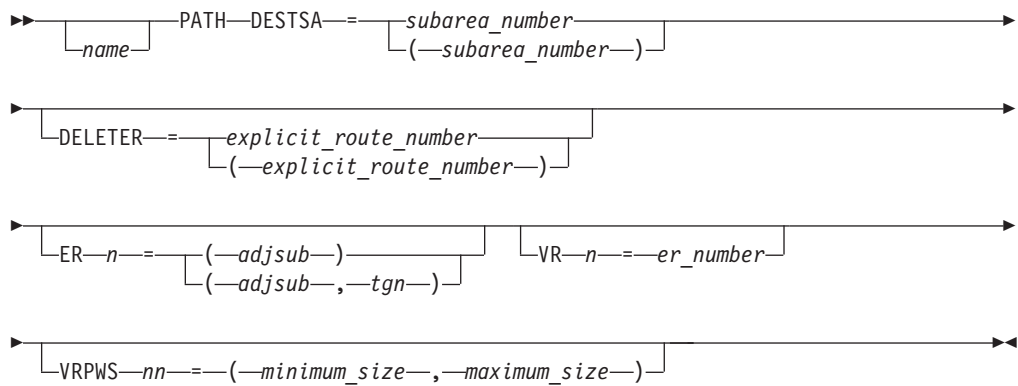 PATH DESTSA = subarea_number
name ( subarea_number )
DELETER = explicit_route_number
( explicit_route_number )
ER n = ( adjsub ) VR n = er_number
( adjsub , tgn )
VRPWS nn = ( minimum_size , maximum_size )